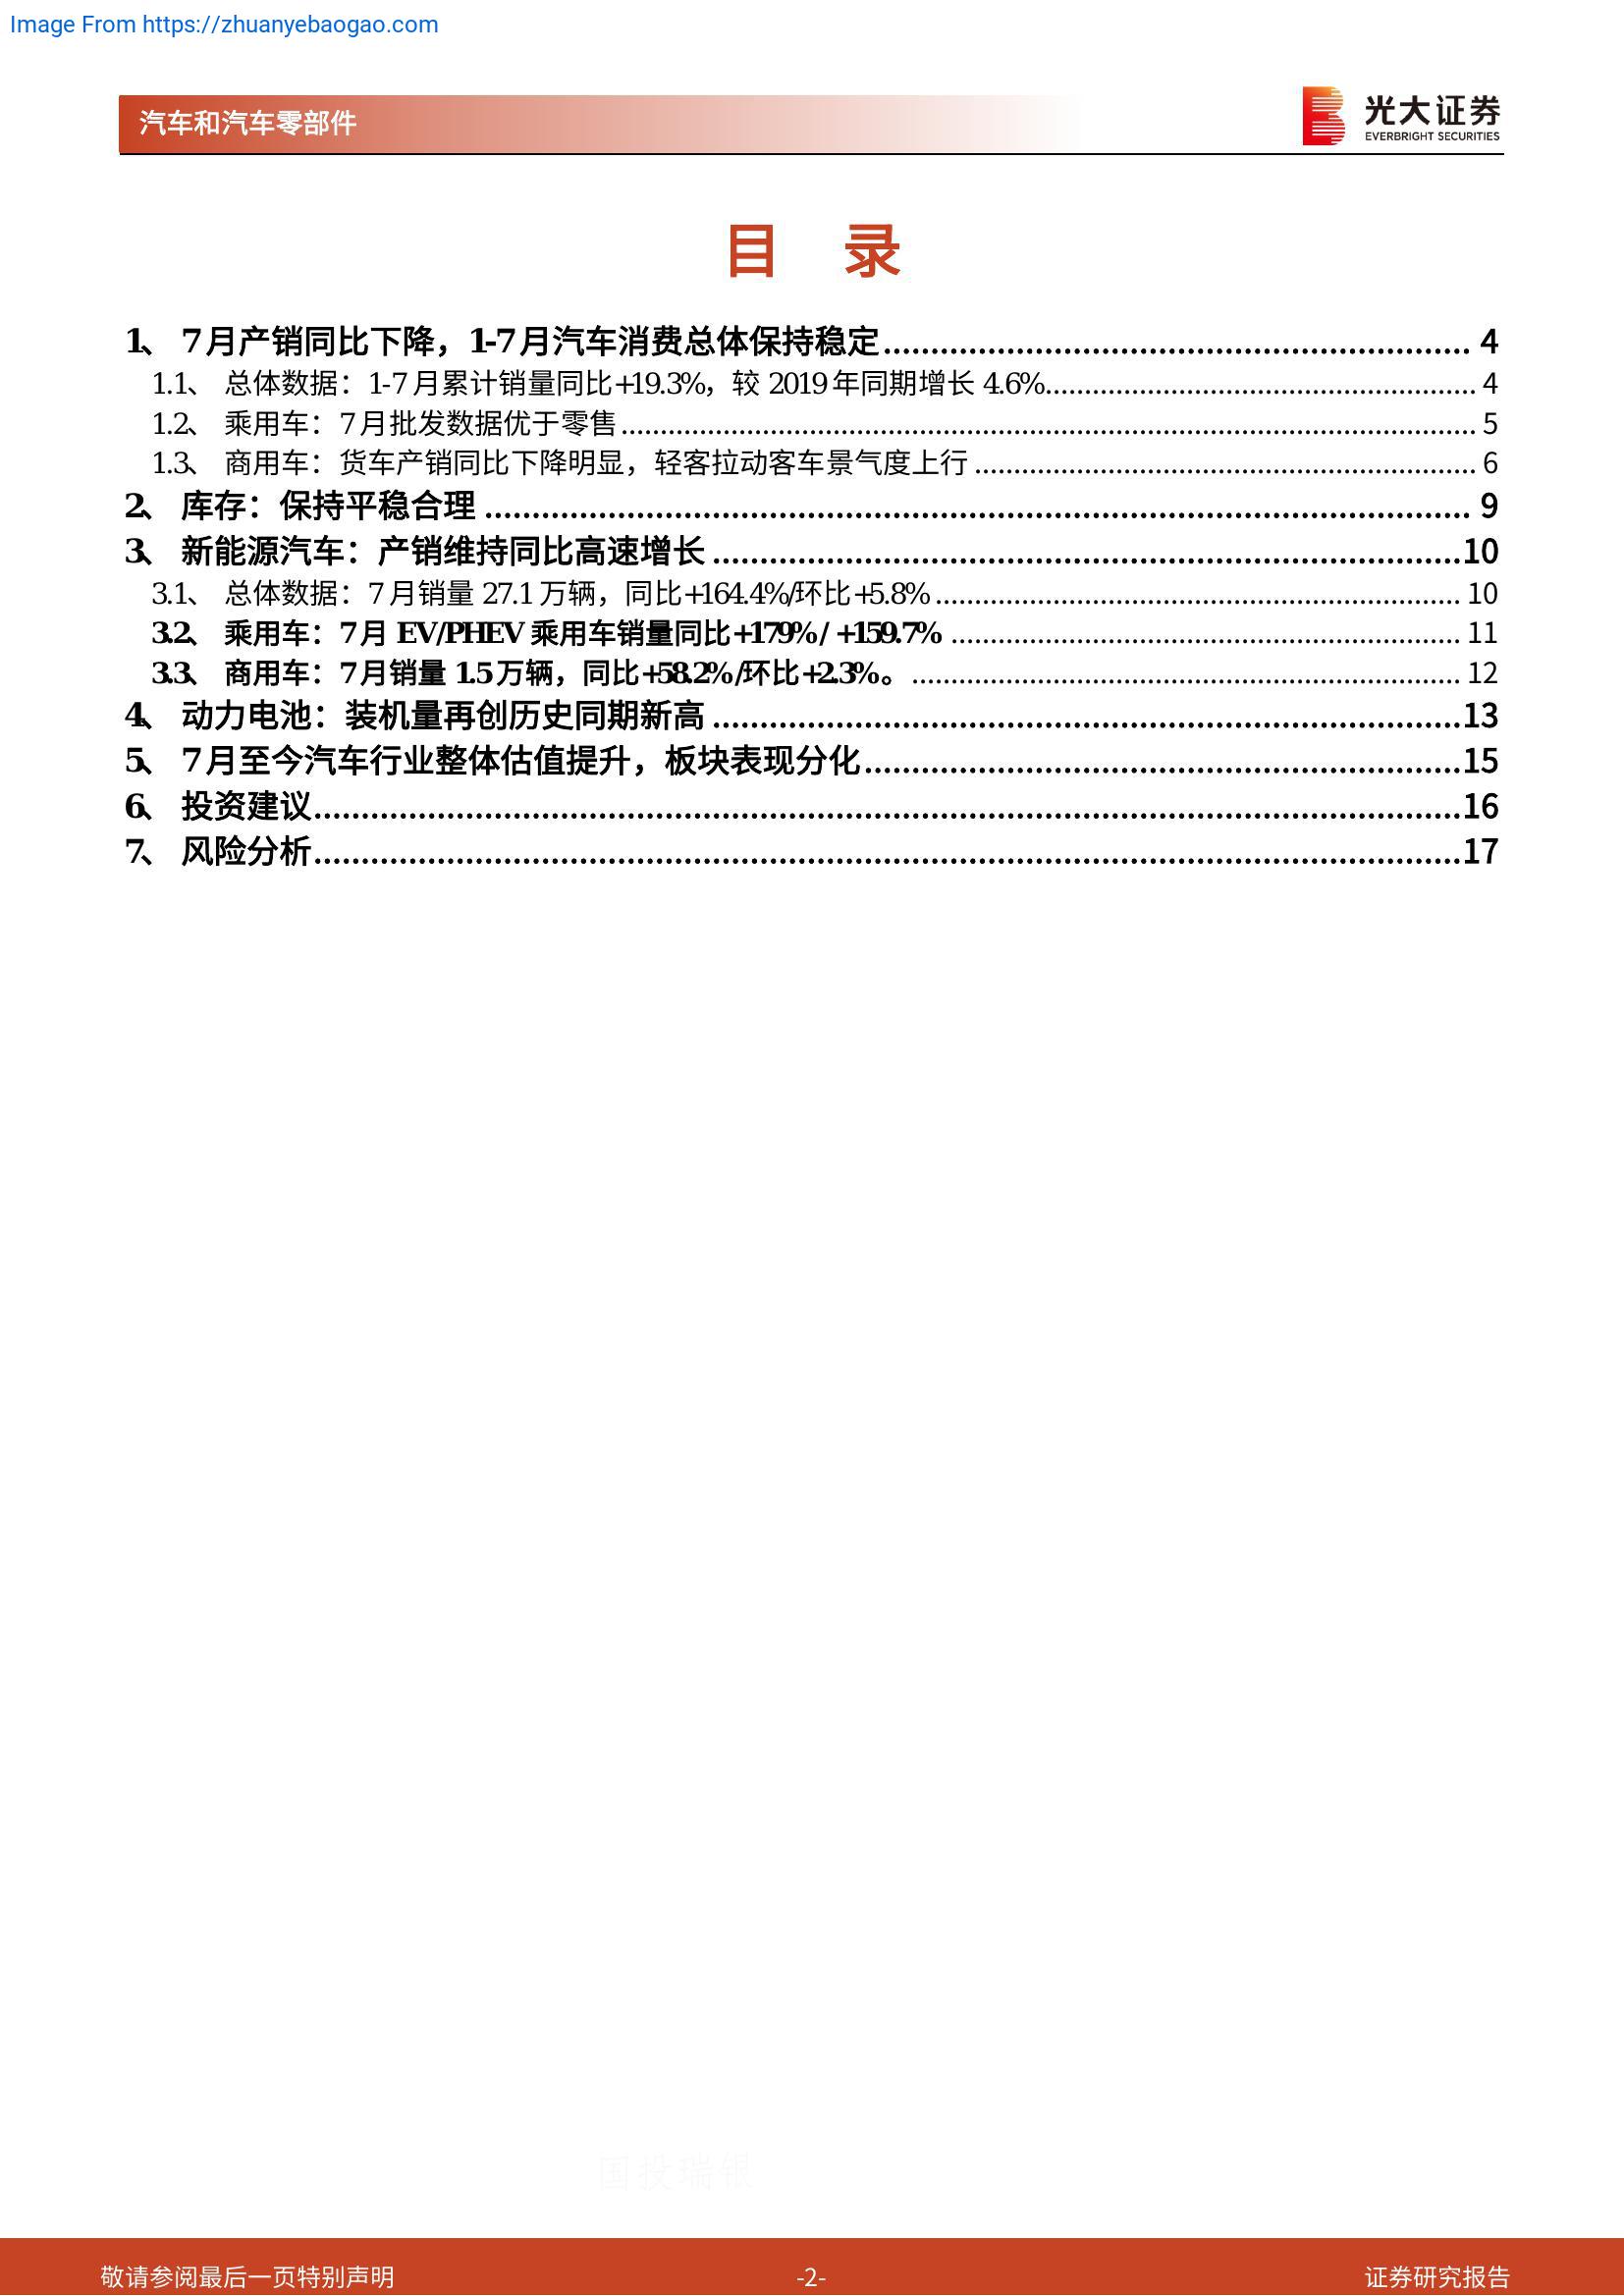 Image From https://zhuanyebaogao.com
汽车和汽车零部件
光大证券
EVERBRIGHT SECURITIES
目 录
1、 7月产销同比下降，1-7月汽车消费总体保持稳定 4
1.1、 总体数据：1-7月累计销量同比+19.3%，较 2019年同期增长 4.6% 4
1.2、 乘用车：7月批发数据优于零售 5
1.3、 商用车：货车产销同比下降明显，轻客拉动客车景气度上行 6
2、 库存：保持平稳合理 9
3、 新能源汽车：产销维持同比高速增长 10
3.1、 总体数据：7月销量 27.1 万辆，同比+164.4%/环比+5.8% 10
3.2、 乘用车：7月 EV/PHEV 乘用车销量同比+179% / +159.7% 11
3.3、 商用车：7月销量 1.5万辆，同比+58.2% /环比+2.3%。 12
4、 动力电池：装机量再创历史同期新高 13
5、 7月至今汽车行业整体估值提升，板块表现分化 15
6、 投资建议 16
7、 风险分析 17
国投瑞银
敬请参阅最后一页特别声明
-2-
证券研究报告